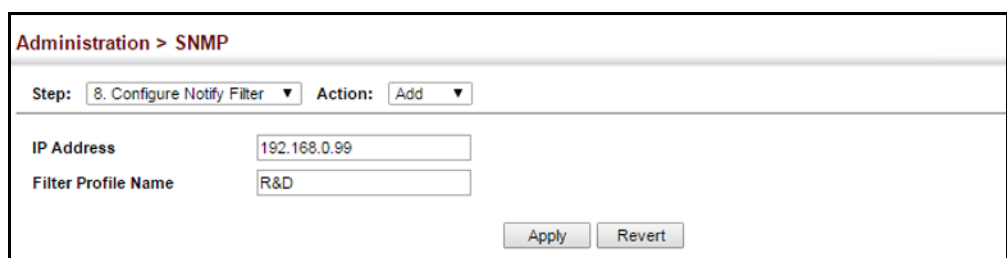 Administration > SNMP
Step: 8. Configure Notify Filter ▼ Action: Add ▼
IP Address 192.168.0.99
Filter Profile Name R&D
Apply Revert